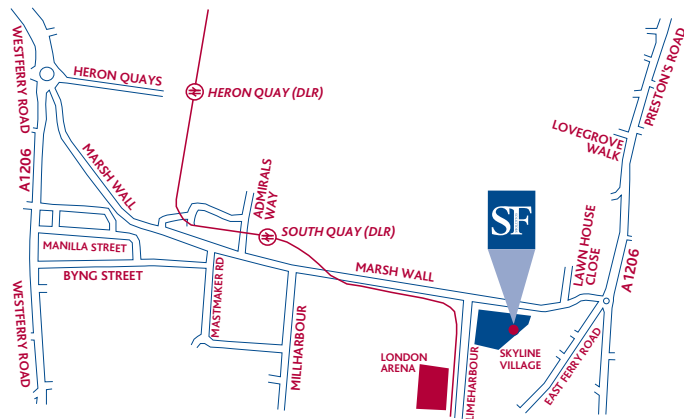 WESTFERRY ROAD
A1206
HERON QUAYS
HERON QUAY (DLR)
PRESTON'S ROAD
LOVEGROVE
WALK
MARSH WALL
ADMIRALS
WAY
SF
SOUTH QUAY (DLR)
MANILLA STREET
BYNG STREET
MASTMAKER RD
MARSH WALL
LAWN HOUSE
CLOSE
A1206
WESTFERRY ROAD
MILLHARBOUR
LONDON
ARENA
LIMEHARBOUR
SKYLINE
VILLAGE
EAST FERRY ROAD